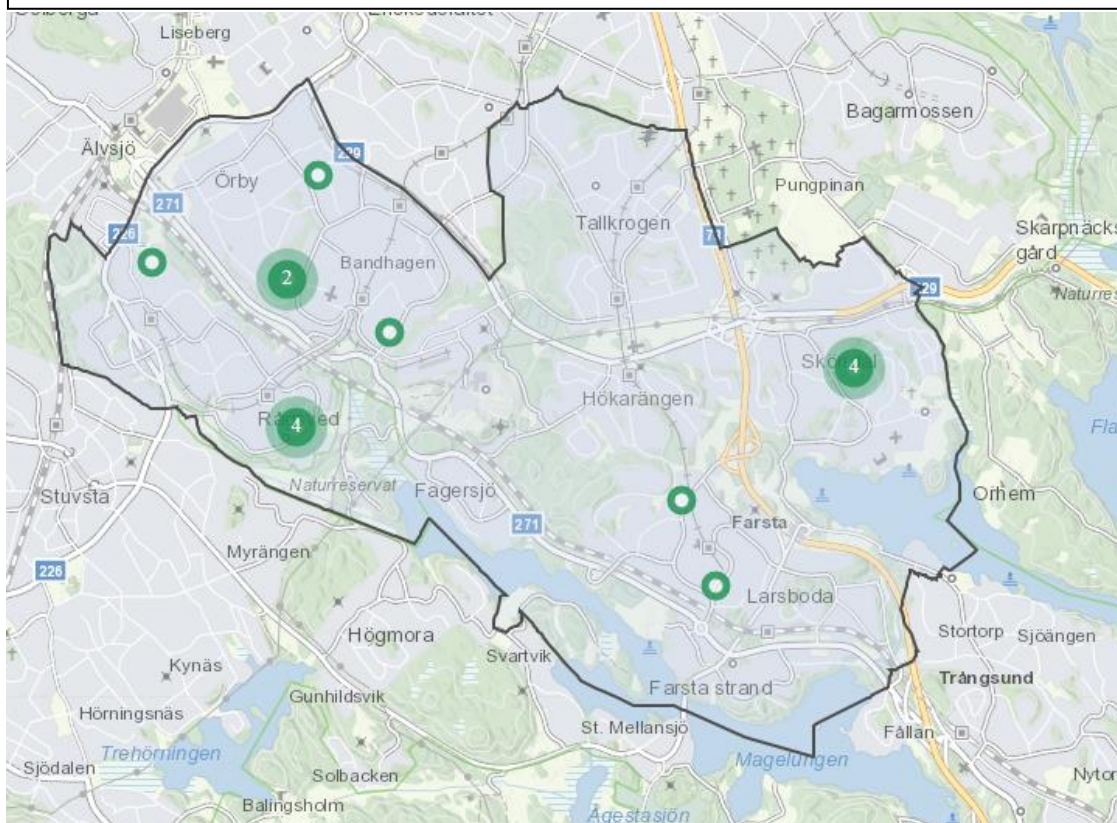 Liseberg
Bagarmossen
Älvsjö
229
Örby
Pungpinan
271
Tallkrogen
Skarpnäcks
gård
226
73
Bandhagen
2
229
Naturres
4
Hökarängen
4
Naturreservat
Stuvsta
Fagersjö
Orhem
Farsta
271
Myrängen
226
Larsboda
Högmora
Stortorp
Sjöängen
Svartvik
Kynäs
Trångsund
Gunhildsvik
Farsta strand
Hörningsnäs
St. Mellansjö
Fållan
Trehörningen
Magelungen
Sjödalen
Solbacken
Nytor
Balingsholm
Ågestasjön